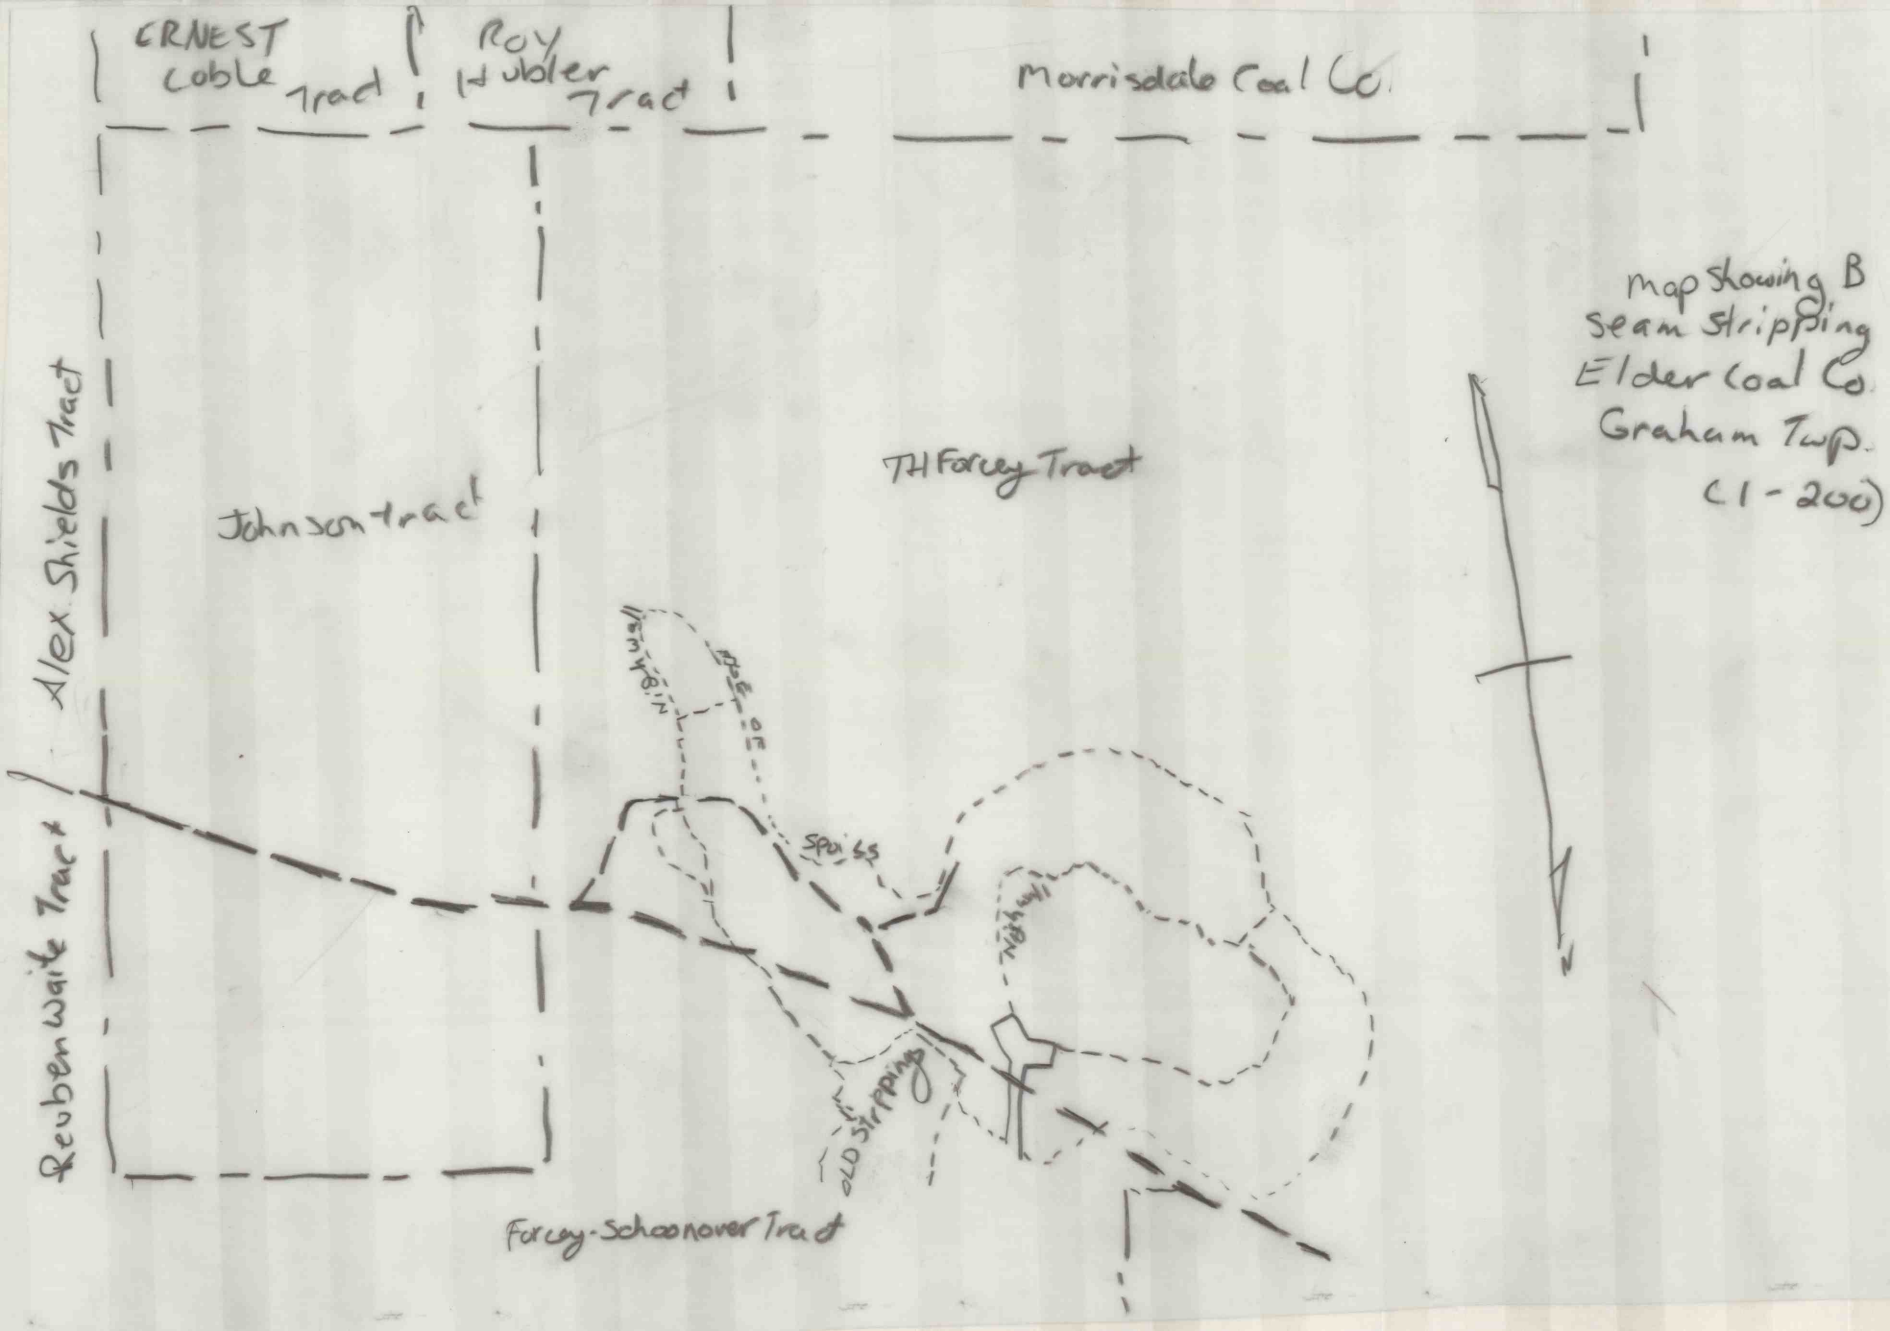 ERNEST
Coble
Tract
Roy
Hubler
Tract
Morrisdale Coal Co.
Map Showing B
Seam Stripping
Elder Coal Co.
Graham Twp.
(1-200)
Alex. Shields Tract
Johnson tract
TH Forcey Tract
Highwall
Edge OF
Spoils
Highwall
Reuben Waite Tract
OLD Stripping
Forcey-Schoonover Tract
N